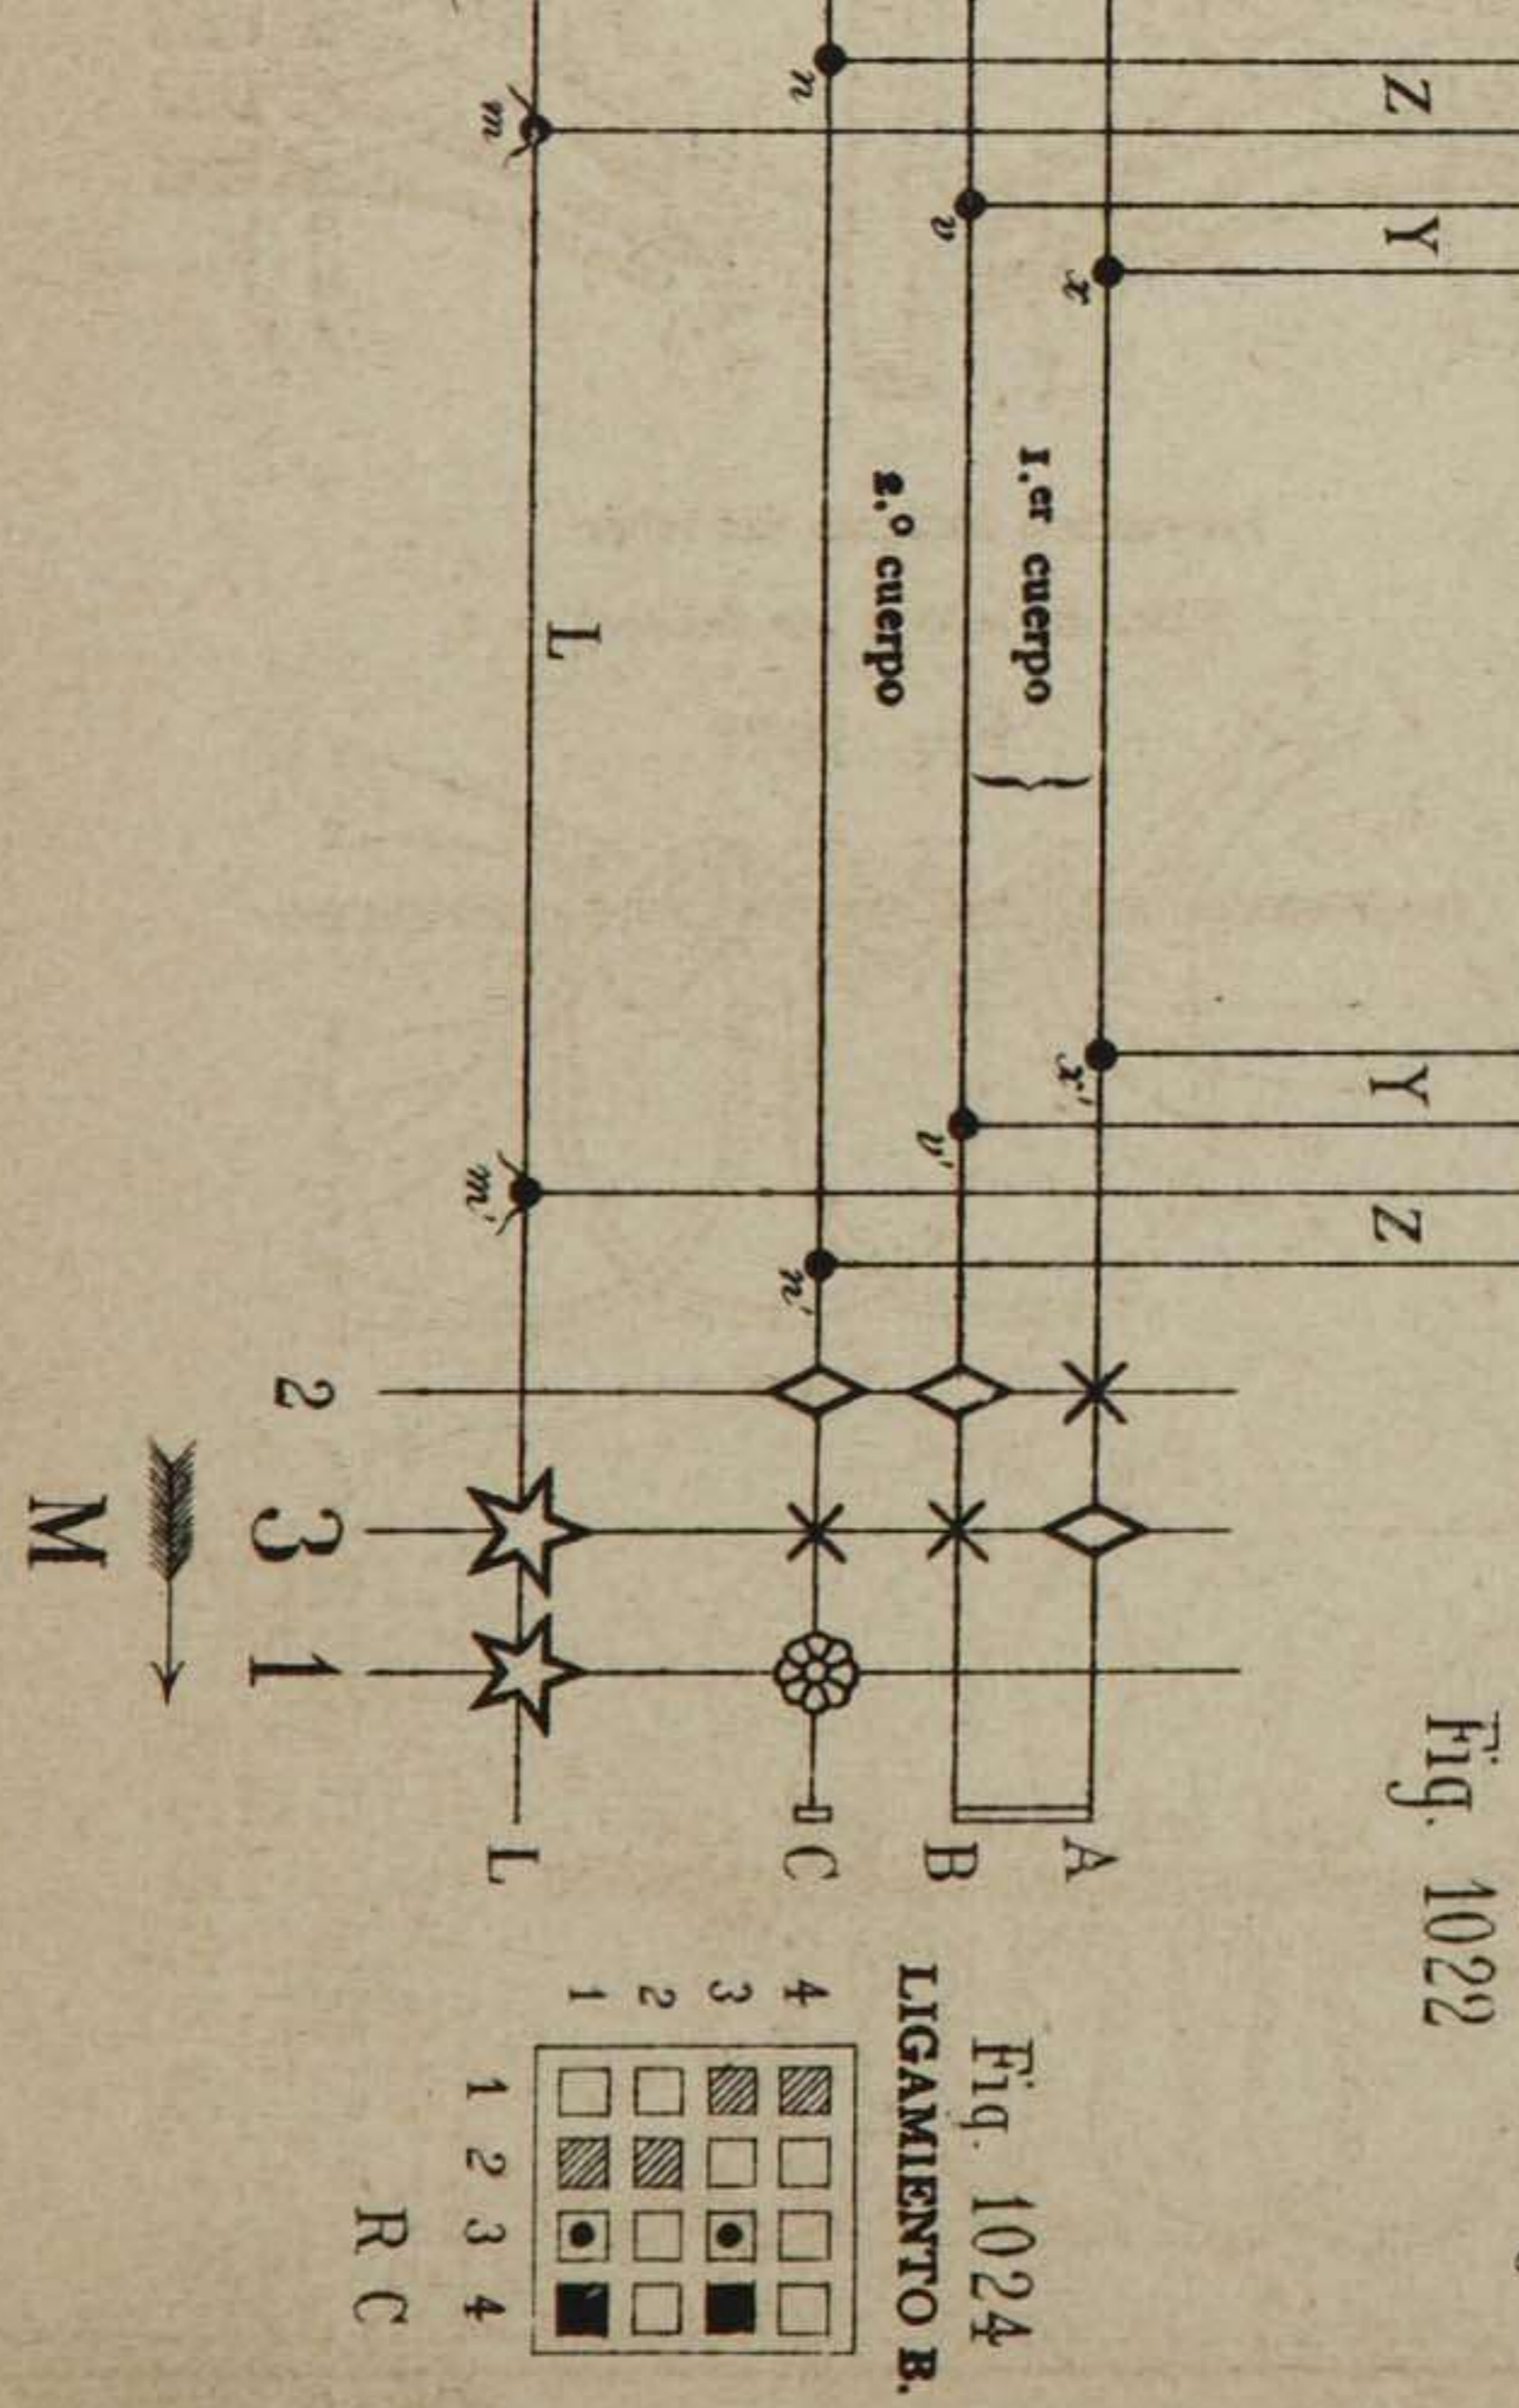 Fig. 1022
Z Y Y Z
x x' A
1.er cuerpo
v v' B
2.º cuerpo
n n' C
L
m m' L
2 3 1
M
Fig. 1024
LIGAMIENTO B.
4
3
2
1
1 2 3 4
R C